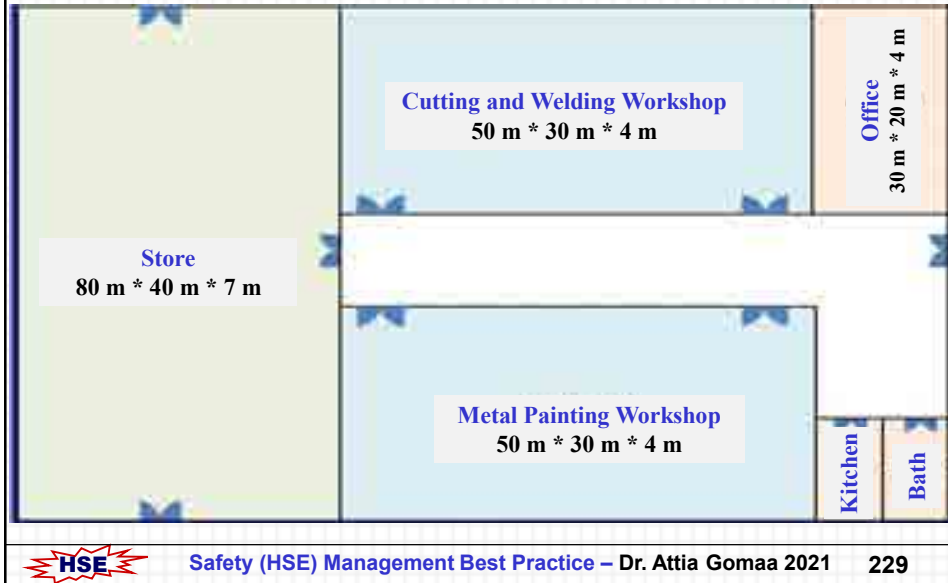 Cutting and Welding Workshop
50 m * 30 m * 4 m
Office
30 m * 20 m * 4 m
Store
80 m * 40 m * 7 m
Metal Painting Workshop
50 m * 30 m * 4 m
Kitchen
Bath
HSE
Safety (HSE) Management Best Practice – Dr. Attia Gomaa 2021 229